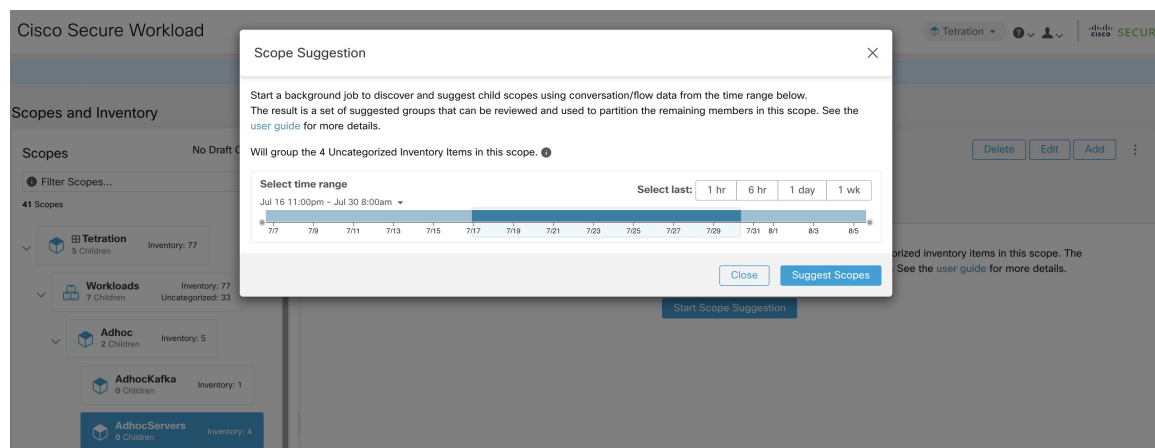 Cisco Secure Workload
Tetration
cisco SECUR
Scope Suggestion
Start a background job to discover and suggest child scopes using conversation/flow data from the time range below.
The result is a set of suggested groups that can be reviewed and used to partition the remaining members in this scope. See the
user guide for more details.
Will group the 4 Uncategorized Inventory Items in this scope.
Select time range
Select last: 1 hr 6 hr 1 day 1 wk
Jul 16 11:00pm - Jul 30 8:00am
7/7 7/9 7/11 7/13 7/15 7/17 7/19 7/21 7/23 7/25 7/27 7/29 7/31 8/1 8/3 8/5
Close Suggest Scopes
Scopes and Inventory
Scopes No Draft C
Delete Edit Add
Filter Scopes...
41 Scopes
Tetration
5 Children
Inventory: 77
Workloads
7 Children
Inventory: 77
Uncategorized: 33
orized inventory items in this scope. The
See the user guide for more details.
Start Scope Suggestion
Adhoc
2 Children
Inventory: 5
AdhocKafka
0 Children
Inventory: 1
AdhocServers
0 Children
Inventory: 4